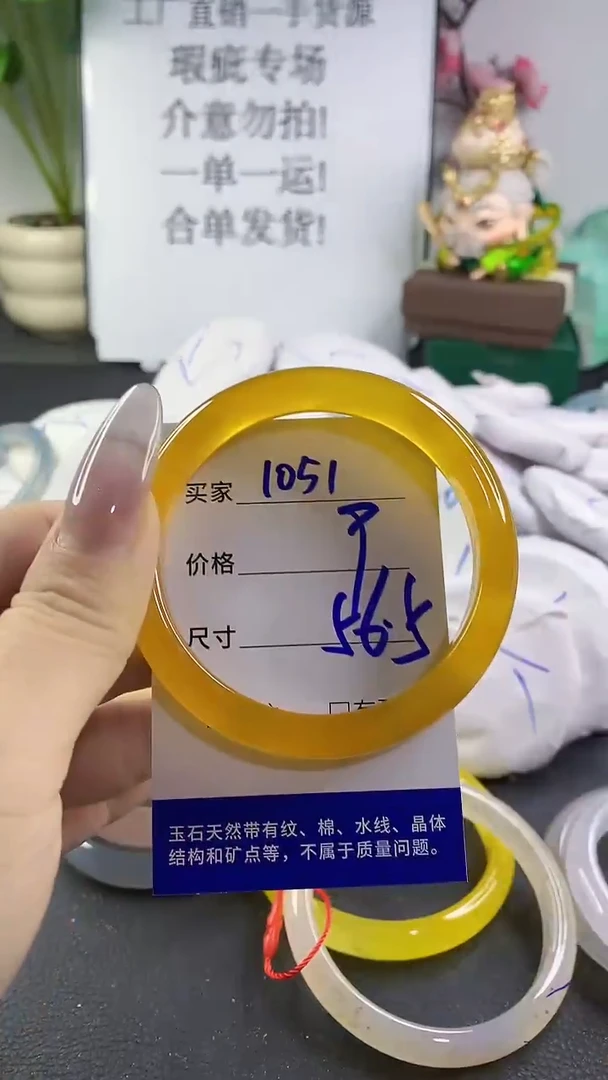 工厂直销一手货源
瑕疵专场
介意勿拍!
一单一运!
合单发货!
买家 1051
价格
尺寸 56.5
玉石天然带有纹、棉、水线、晶体
结构和矿点等，不属于质量问题。